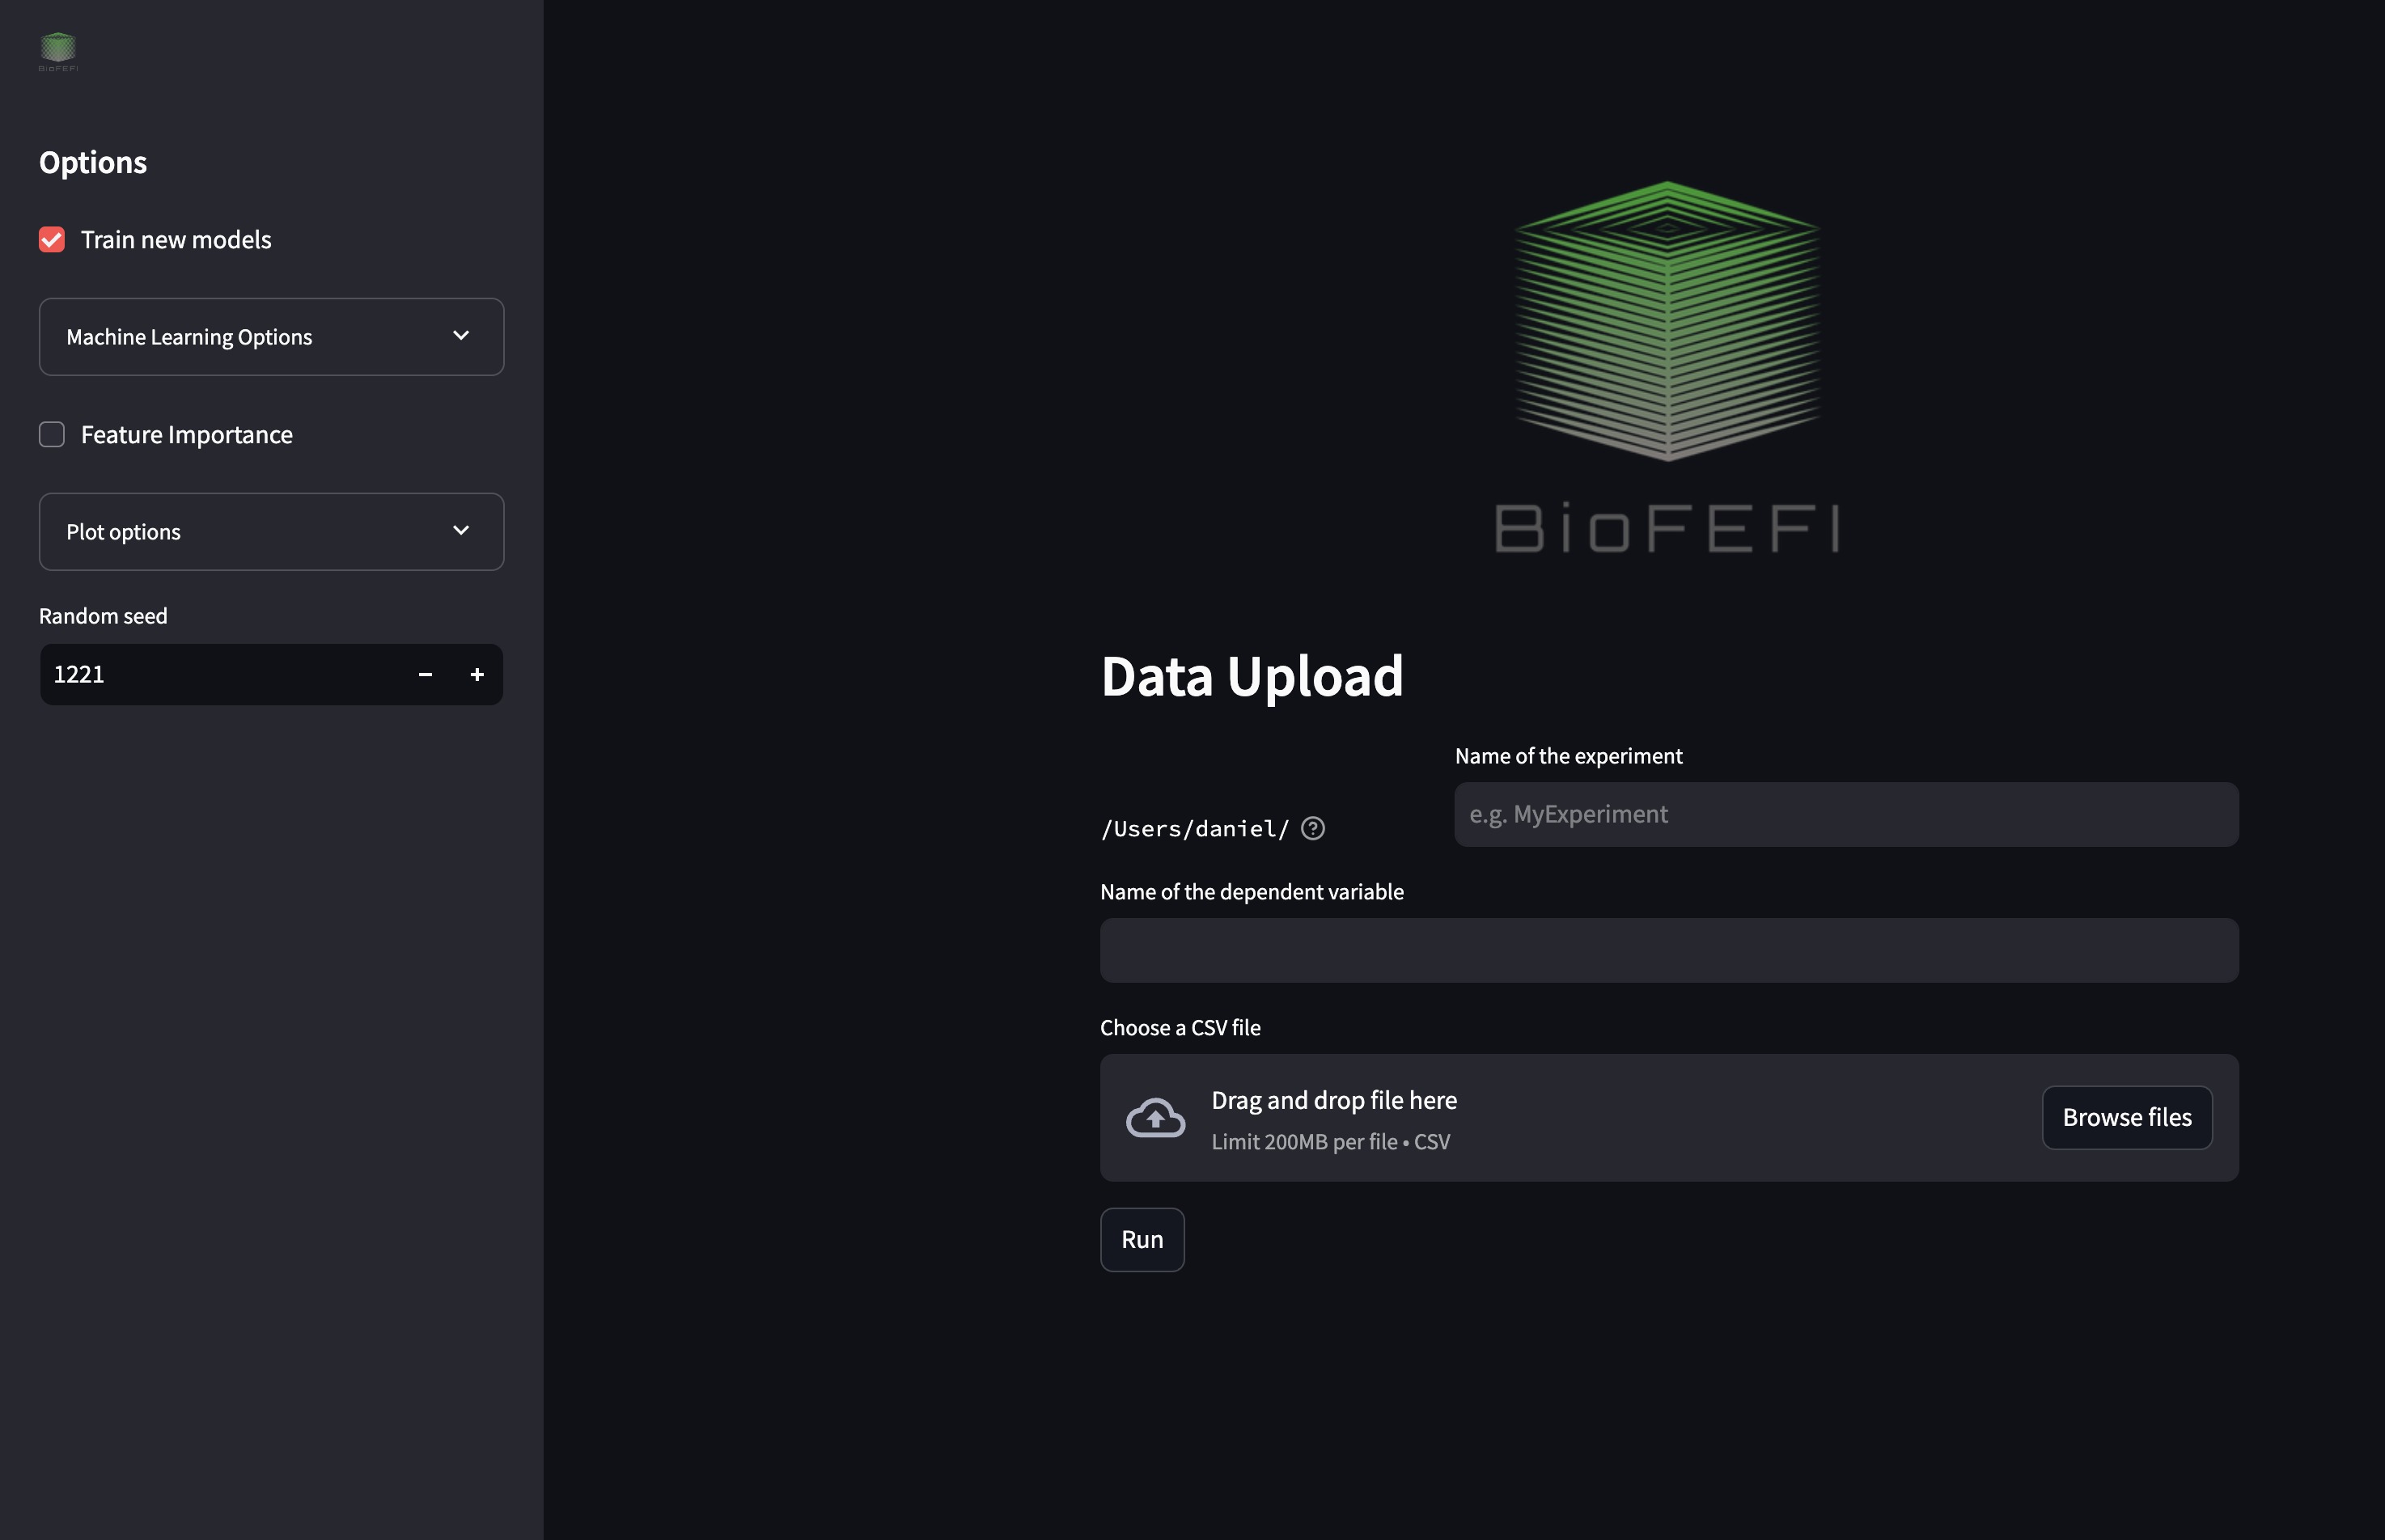 BioFEFI
Options
Train new models
Machine Learning Options
Feature Importance
Plot options
Random seed
1221
BioFEFI
Data Upload
Name of the experiment
/Users/daniel/
e.g. MyExperiment
Name of the dependent variable
Choose a CSV file
Drag and drop file here
Limit 200MB per file • CSV
Browse files
Run